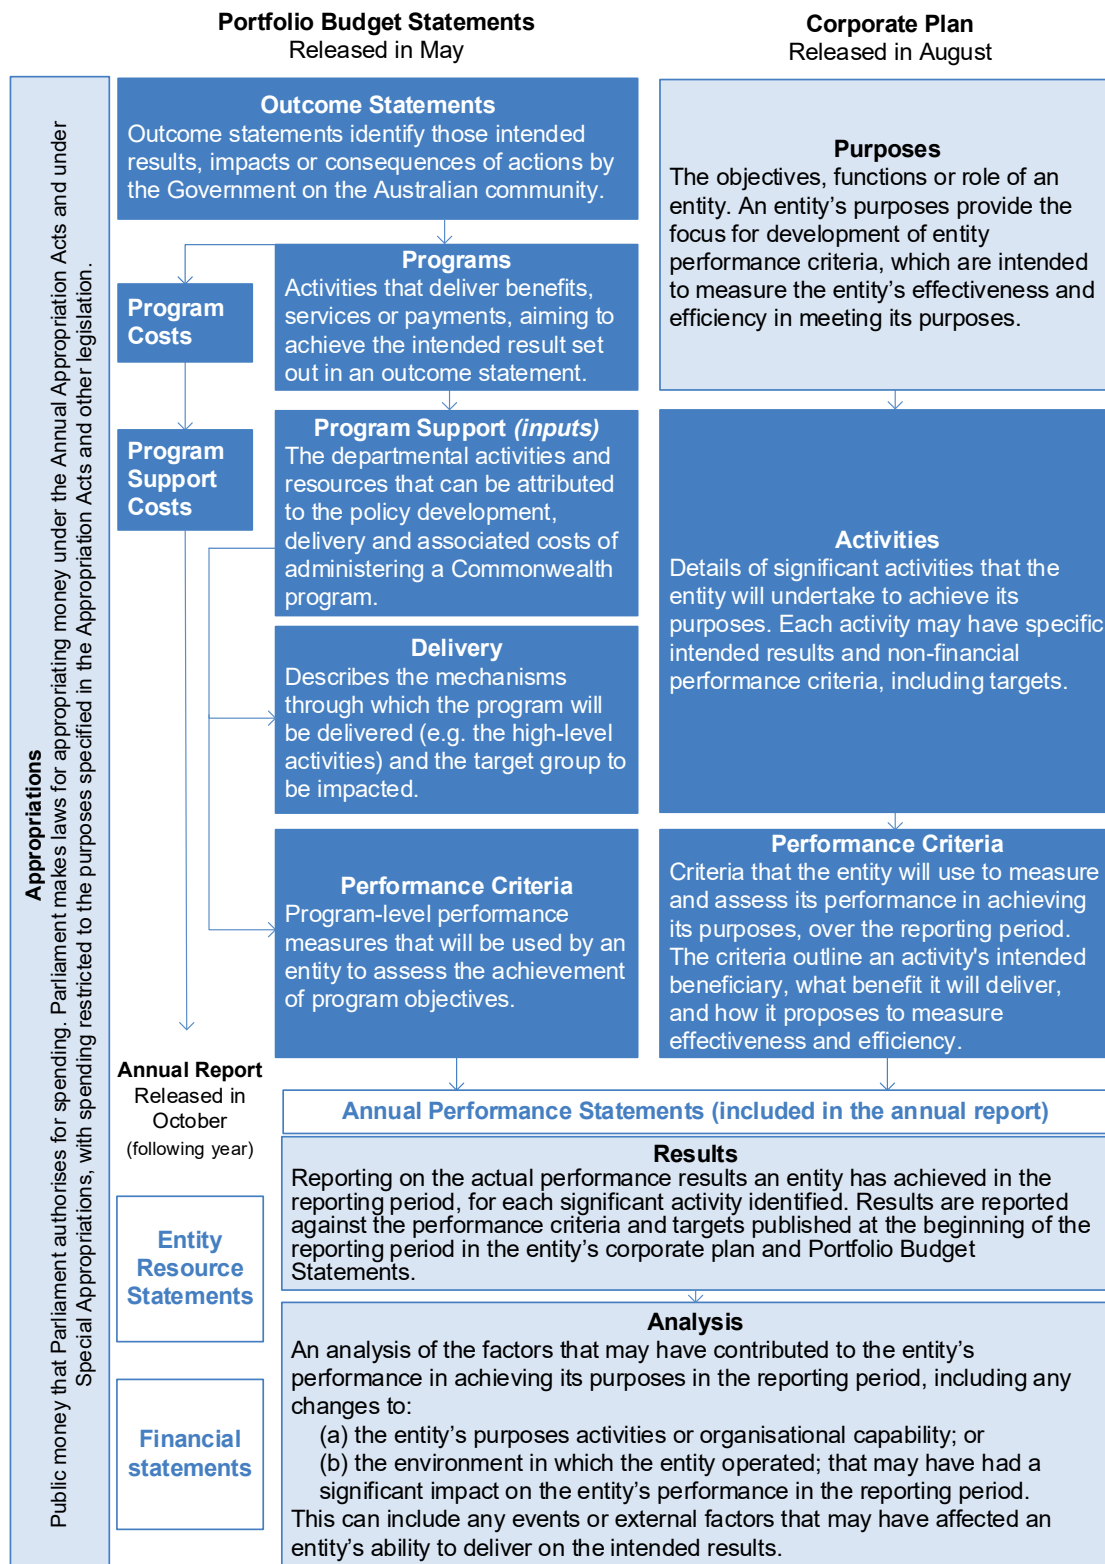 Portfolio Budget Statements
Released in May
Corporate Plan
Released in August
Appropriations
Public money that Parliament authorises for spending. Parliament makes laws for appropriating money under the Annual Appropriation Acts and under
Special Appropriations, with spending restricted to the purposes specified in the Appropriation Acts and other legislation.
Outcome Statements
Outcome statements identify those intended
results, impacts or consequences of actions by
the Government on the Australian community.
Program
Costs
Programs
Activities that deliver benefits,
services or payments, aiming to
achieve the intended result set
out in an outcome statement.
Program
Support
Costs
Program Support (inputs)
The departmental activities and
resources that can be attributed
to the policy development,
delivery and associated costs of
administering a Commonwealth
program.
Delivery
Describes the mechanisms
through which the program will
be delivered (e.g. the high-level
activities) and the target group to
be impacted.
Performance Criteria
Program-level performance
measures that will be used by an
entity to assess the achievement
of program objectives.
Purposes
The objectives, functions or role of an
entity. An entity's purposes provide the
focus for development of entity
performance criteria, which are intended
to measure the entity's effectiveness and
efficiency in meeting its purposes.
Activities
Details of significant activities that the
entity will undertake to achieve its
purposes. Each activity may have specific
intended results and non-financial
performance criteria, including targets.
Performance Criteria
Criteria that the entity will use to measure
and assess its performance in achieving
its purposes, over the reporting period.
The criteria outline an activity's intended
beneficiary, what benefit it will deliver,
and how it proposes to measure
effectiveness and efficiency.
Annual Report
Released in
October
(following year)
Entity
Resource
Statements
Financial
statements
Annual Performance Statements (included in the annual report)
Results
Reporting on the actual performance results an entity has achieved in the
reporting period, for each significant activity identified. Results are reported
against the performance criteria and targets published at the beginning of the
reporting period in the entity's corporate plan and Portfolio Budget
Statements.
Analysis
An analysis of the factors that may have contributed to the entity's
performance in achieving its purposes in the reporting period, including any
changes to:
(a) the entity's purposes activities or organisational capability; or
(b) the environment in which the entity operated; that may have had a
significant impact on the entity's performance in the reporting period.
This can include any events or external factors that may have affected an
entity's ability to deliver on the intended results.